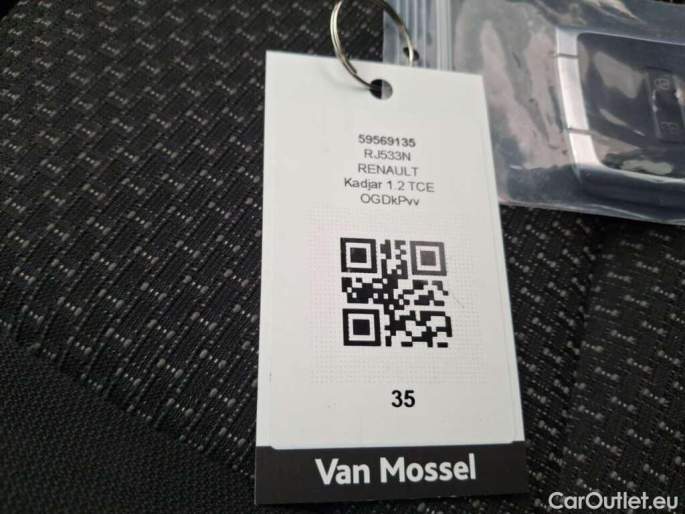 59569135
RJ533N
RENAULT
Kadjar 1.2 TCE
OGDkPvv
35
Van Mossel
CarOutlet.eu